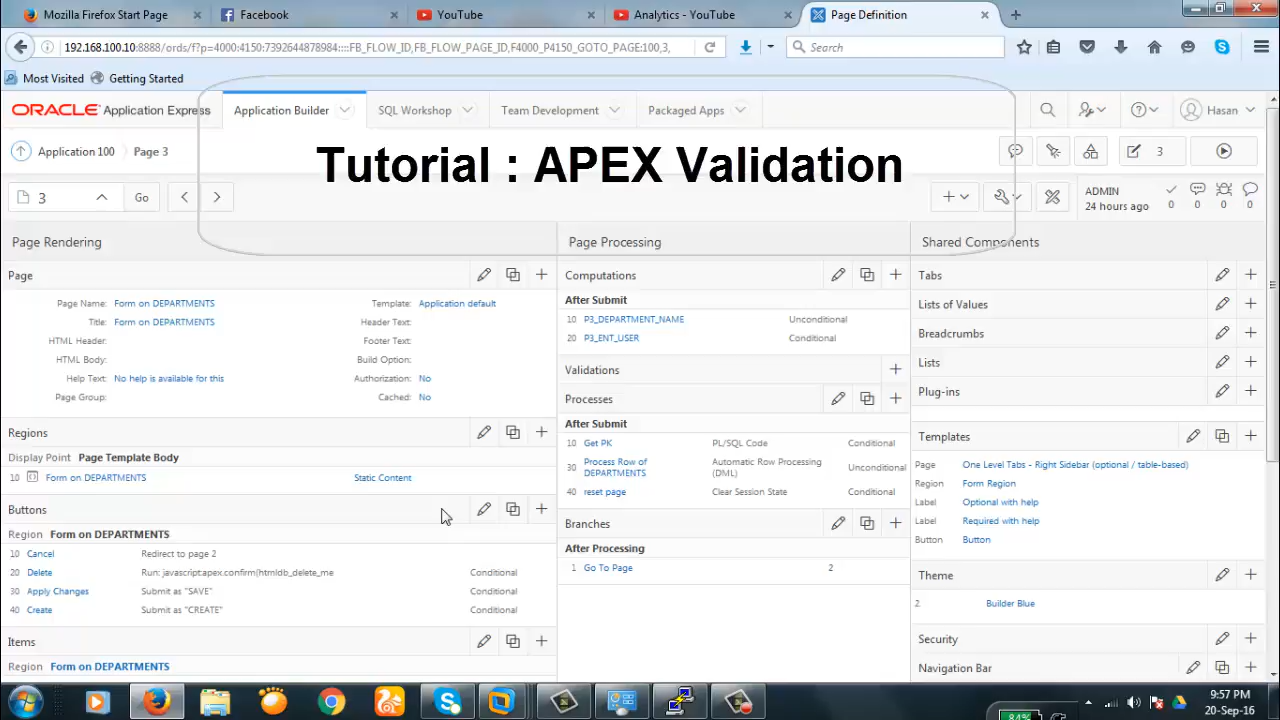 Mozilla Firefox Start Page
Facebook
YouTube
Analytics - YouTube
Page Definition
192.168.100.10:8888/ords/f?p=4000:4150:7392644878984::::FB_FLOW_ID,FB_FLOW_PAGE_ID,F4000_P4150_GOTO_PAGE:100,3,
Search
Most Visited Getting Started
ORACLE Application Express
Application Builder
SQL Workshop
Team Development
Packaged Apps
Hasan
Application 100
Page 3
Tutorial : APEX Validation
3
3
Go
ADMIN
24 hours ago
0 0 0 0
Page Rendering
Page
Page Name: Form on DEPARTMENTS
Template: Application default
Title: Form on DEPARTMENTS
Header Text:
HTML Header:
Footer Text:
HTML Body:
Build Option:
Help Text: No help is available for this
Authorization: No
Page Group:
Cached: No
Regions
Display Point Page Template Body
10 Form on DEPARTMENTS Static Content
Buttons
Region Form on DEPARTMENTS
10 Cancel Redirect to page 2
20 Delete Run: javascript:apex.confirm(htmldb_delete_me Conditional
30 Apply Changes Submit as "SAVE" Conditional
40 Create Submit as "CREATE" Conditional
Items
Region Form on DEPARTMENTS
Page Processing
Computations
After Submit
10 P3_DEPARTMENT_NAME Unconditional
20 P3_ENT_USER Conditional
Validations
Processes
After Submit
10 Get PK PL/SQL Code Conditional
30 Process Row of DEPARTMENTS Automatic Row Processing (DML) Unconditional
40 reset page Clear Session State Conditional
Branches
After Processing
1 Go To Page 2
Shared Components
Tabs
Lists of Values
Breadcrumbs
Lists
Plug-ins
Templates
Page One Level Tabs - Right Sidebar (optional / table-based)
Region Form Region
Label Optional with help
Label Required with help
Button Button
Theme
2. Builder Blue
Security
Navigation Bar
84%
9:57 PM
20-Sep-16